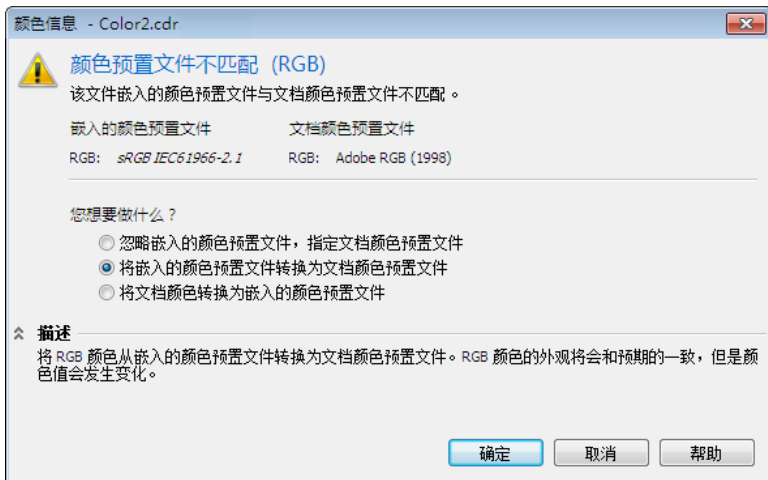 颜色信息 - Color2.cdr
颜色预置文件不匹配 (RGB)
该文件嵌入的颜色预置文件与文档颜色预置文件不匹配。
嵌入的颜色预置文件 文档颜色预置文件
RGB: sRGB IEC61966-2.1 RGB: Adobe RGB (1998)
您想要做什么？
忽略嵌入的颜色预置文件，指定文档颜色预置文件
将嵌入的颜色预置文件转换为文档颜色预置文件
将文档颜色转换为嵌入的颜色预置文件
描述
将 RGB 颜色从嵌入的颜色预置文件转换为文档颜色预置文件。RGB 颜色的外观将会和预期的一致，但是颜
色值会发生变化。
确定 取消 帮助